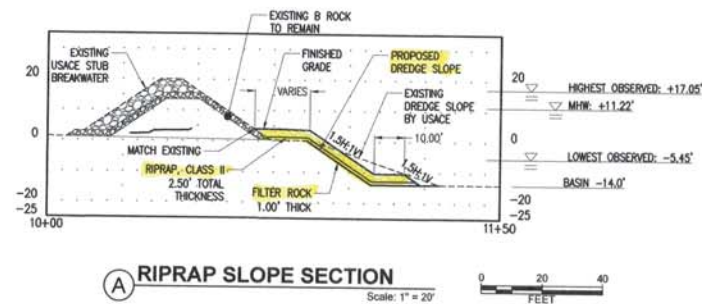 EXISTING B ROCK
TO REMAIN
EXISTING
USACE STUB
BREAKWATER
FINISHED
GRADE
PROPOSED
DREDGE SLOPE
VARIES
EXISTING
DREDGE SLOPE
BY USACE
10.00'
20
0
-20
-25
20
0
-20
-25
HIGHEST OBSERVED: +17.05'
MHW: +11.22'
LOWEST OBSERVED: -5.45'
BASIN -14.0'
1.5H:1V
1.5H:1V
MATCH EXISTING
RIPRAP, CLASS II
2.50' TOTAL
THICKNESS
FILTER ROCK
1.00' THICK
10+00
11+50
A RIPRAP SLOPE SECTION
Scale: 1" = 20'
0 20 40
FEET